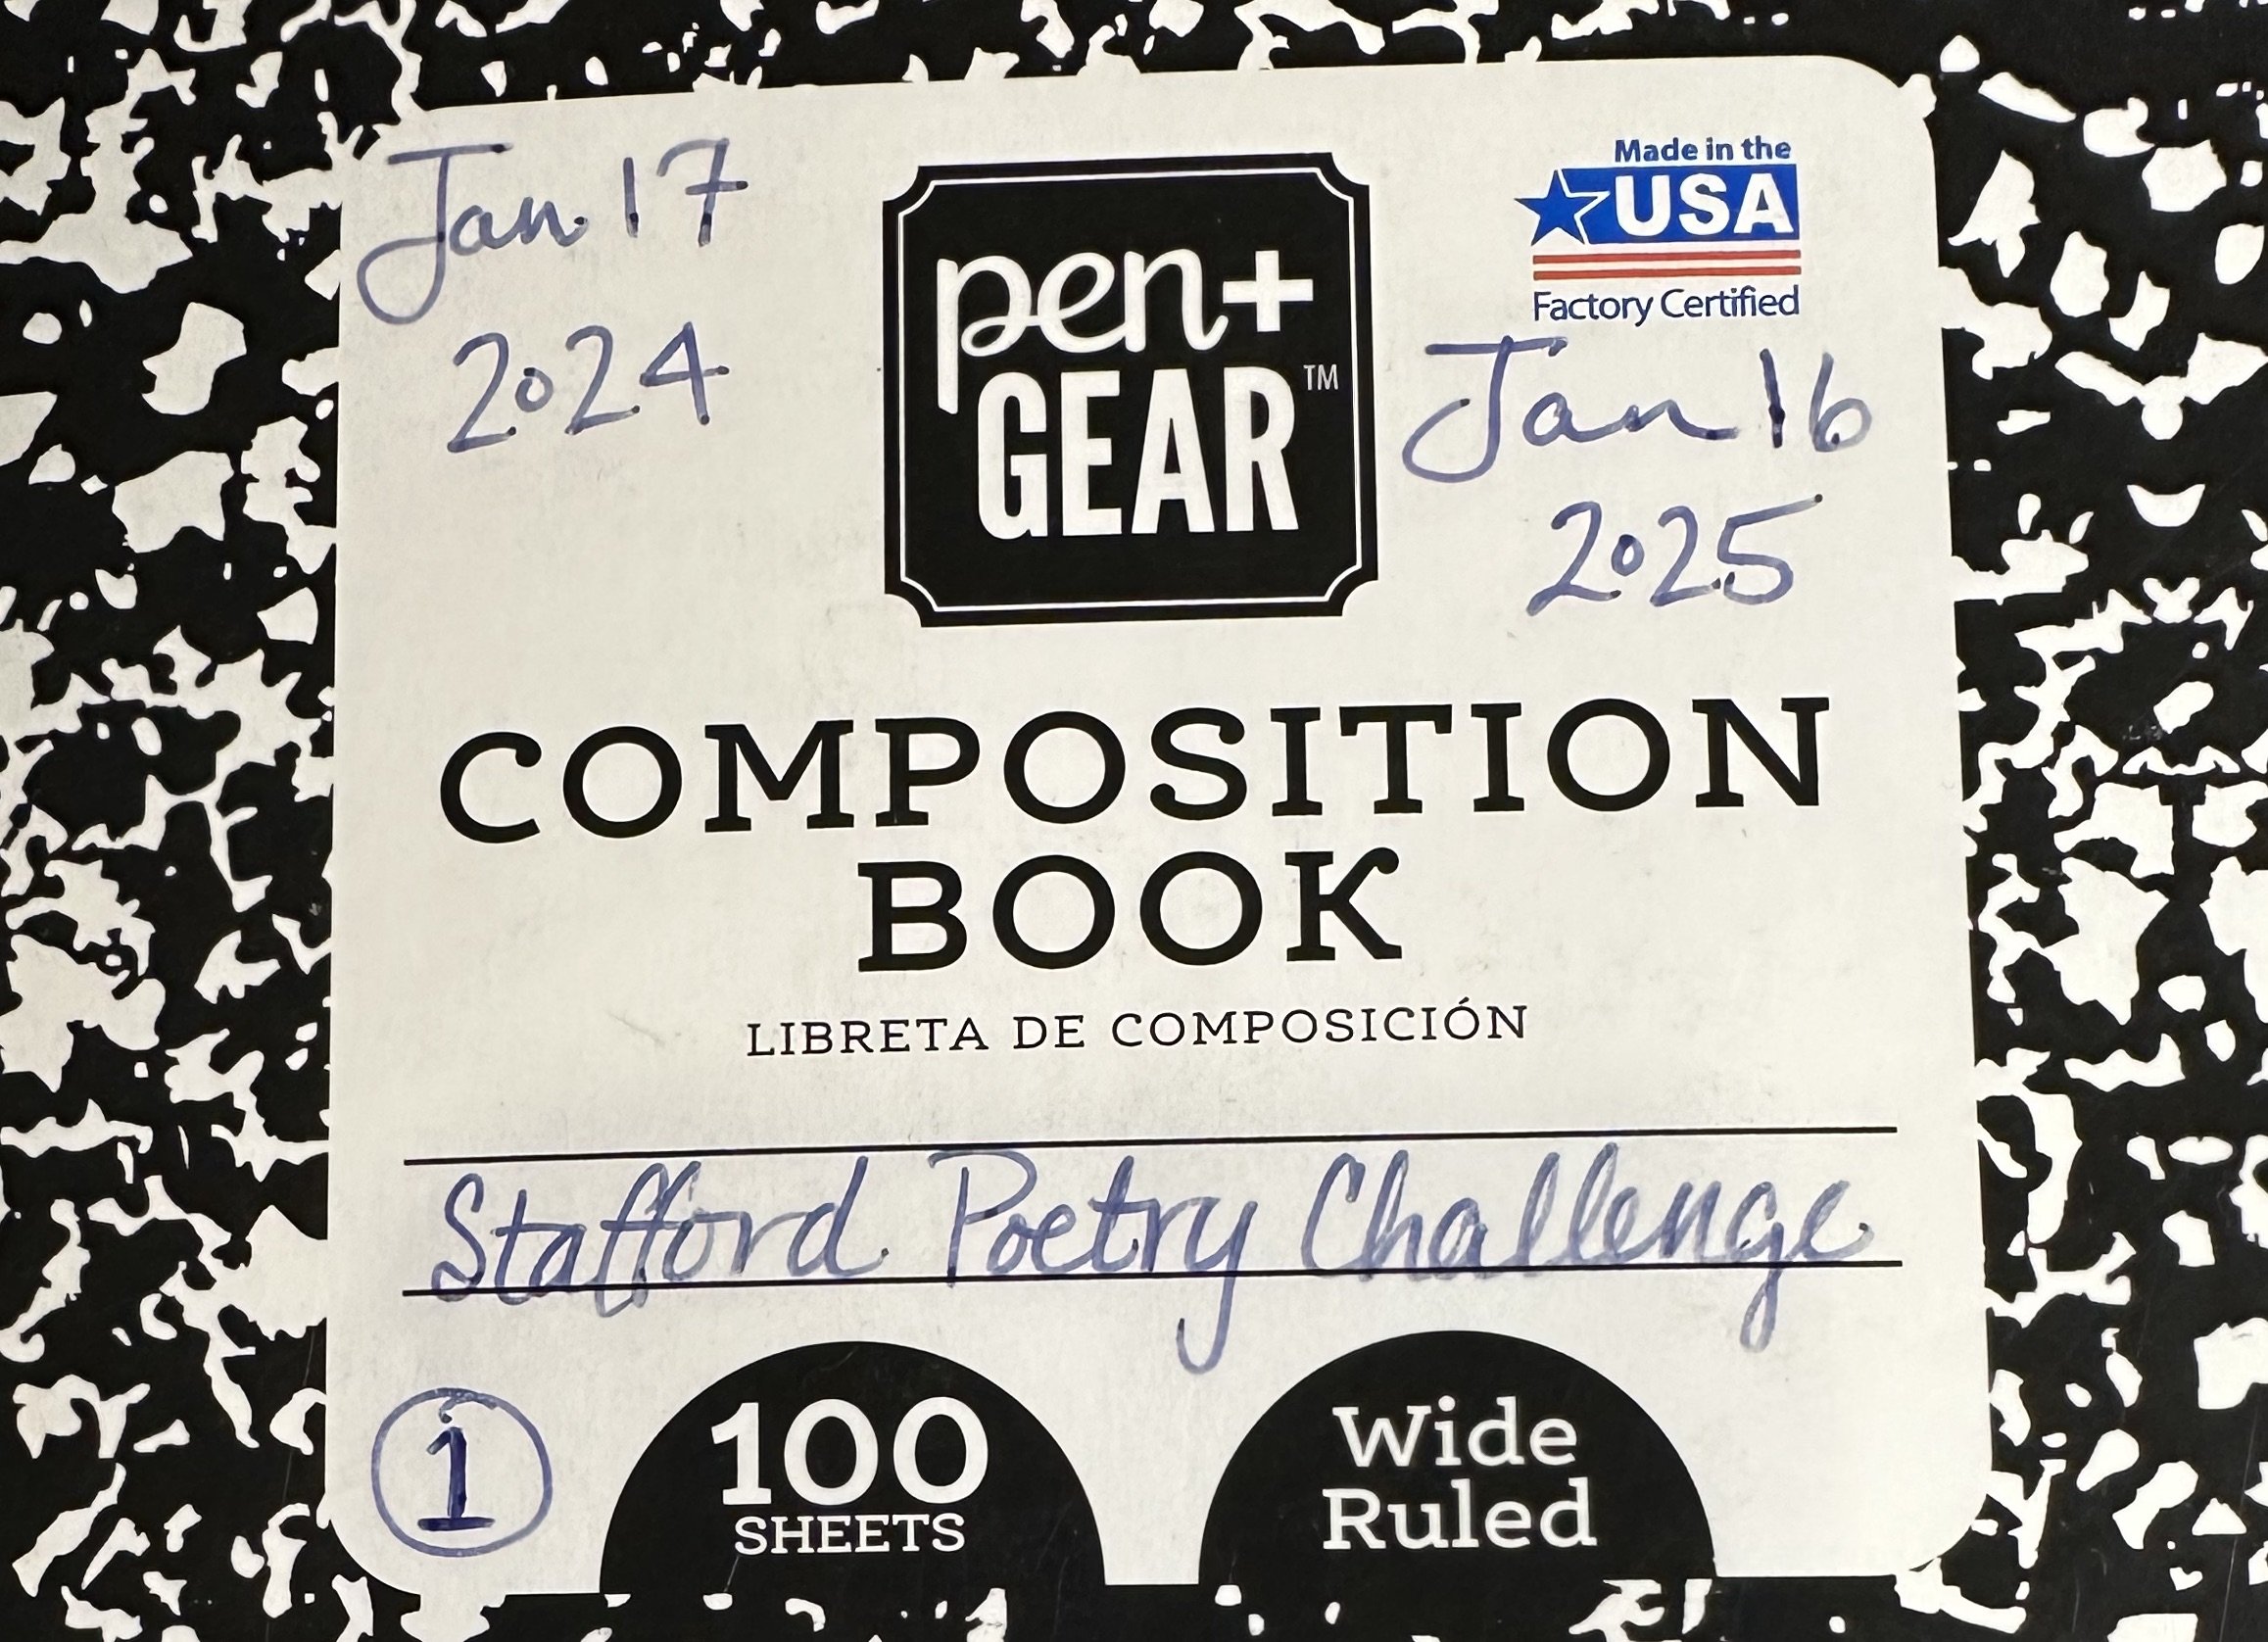 Jan 17
2024
pen+
GEAR™
Made in the
USA
Factory Certified
Jan 16
2025
COMPOSITION
BOOK
LIBRETA DE COMPOSICIÓN
Stafford Poetry Challenge
1
100
SHEETS
Wide
Ruled